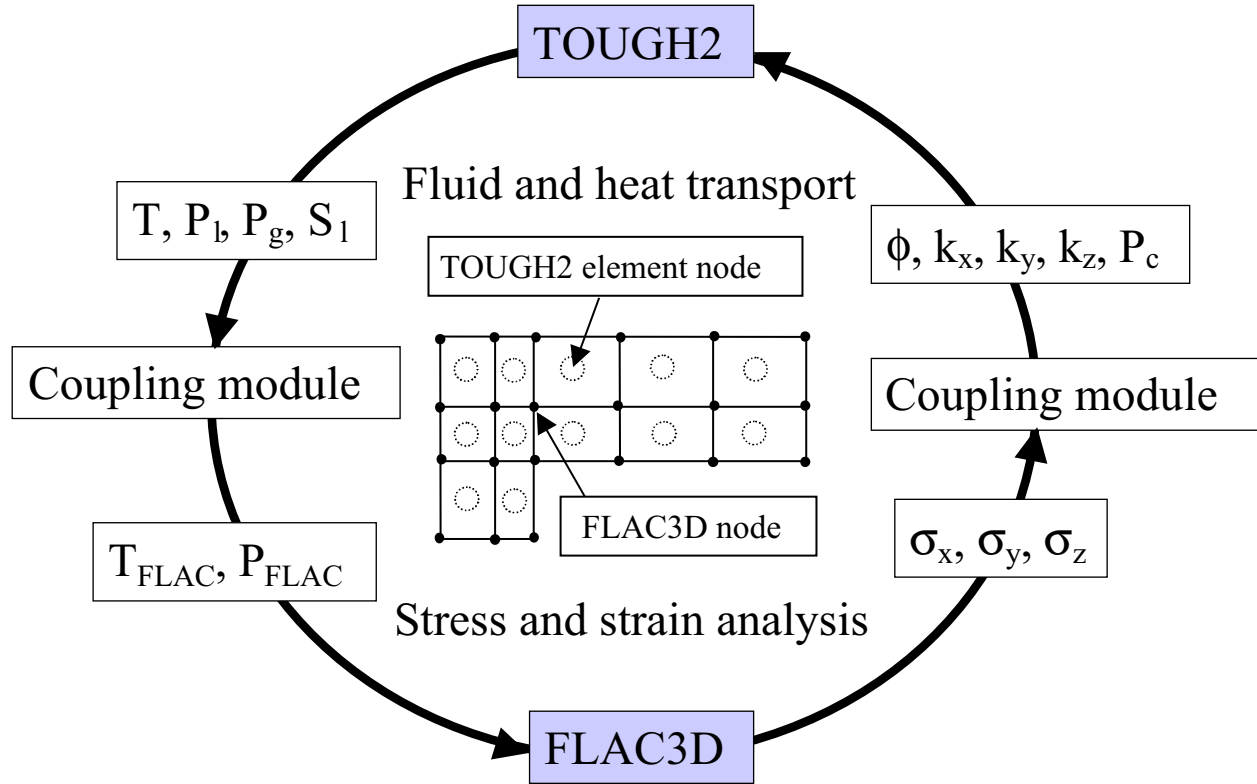 TOUGH2
Fluid and heat transport
T, P_l, P_g, S_l
ϕ, k_x, k_y, k_z, P_c
TOUGH2 element node
Coupling module
Coupling module
FLAC3D node
T_FLAC, P_FLAC
σ_x, σ_y, σ_z
Stress and strain analysis
FLAC3D